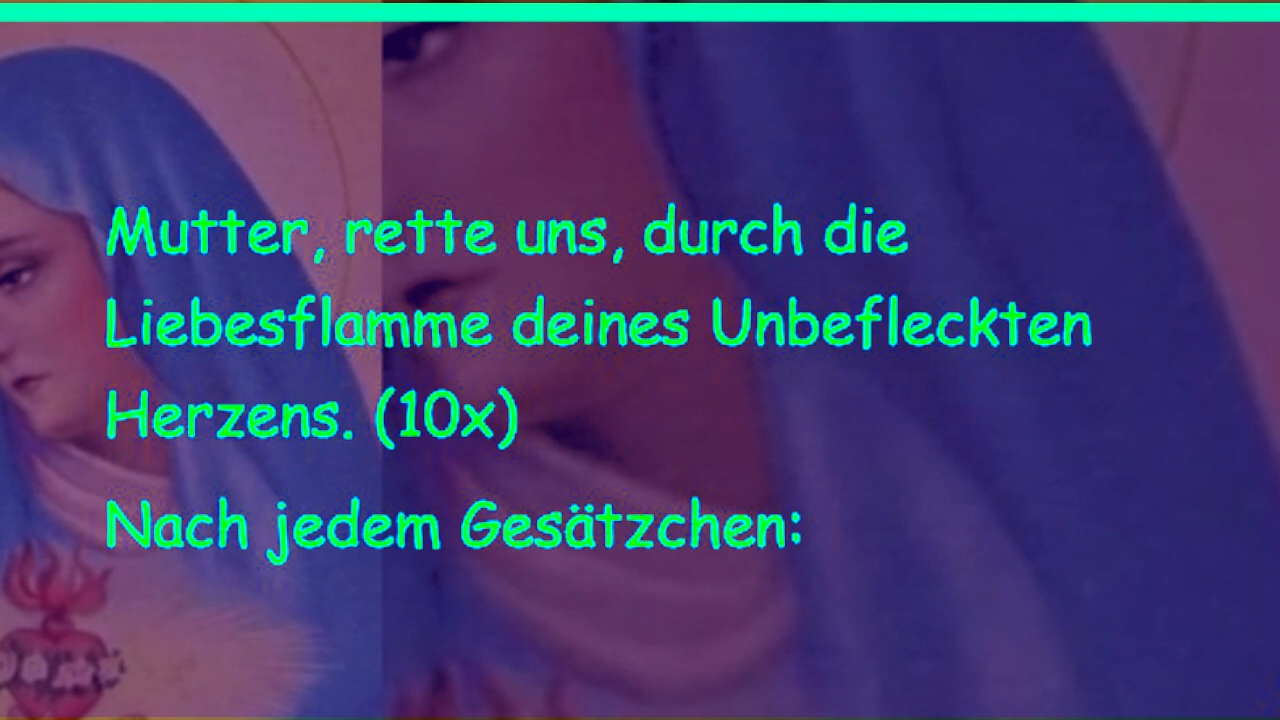 Mutter, rette uns, durch die
Liebesflamme deines Unbefleckten
Herzens. (10x)
Nach jedem Gesätzchen: